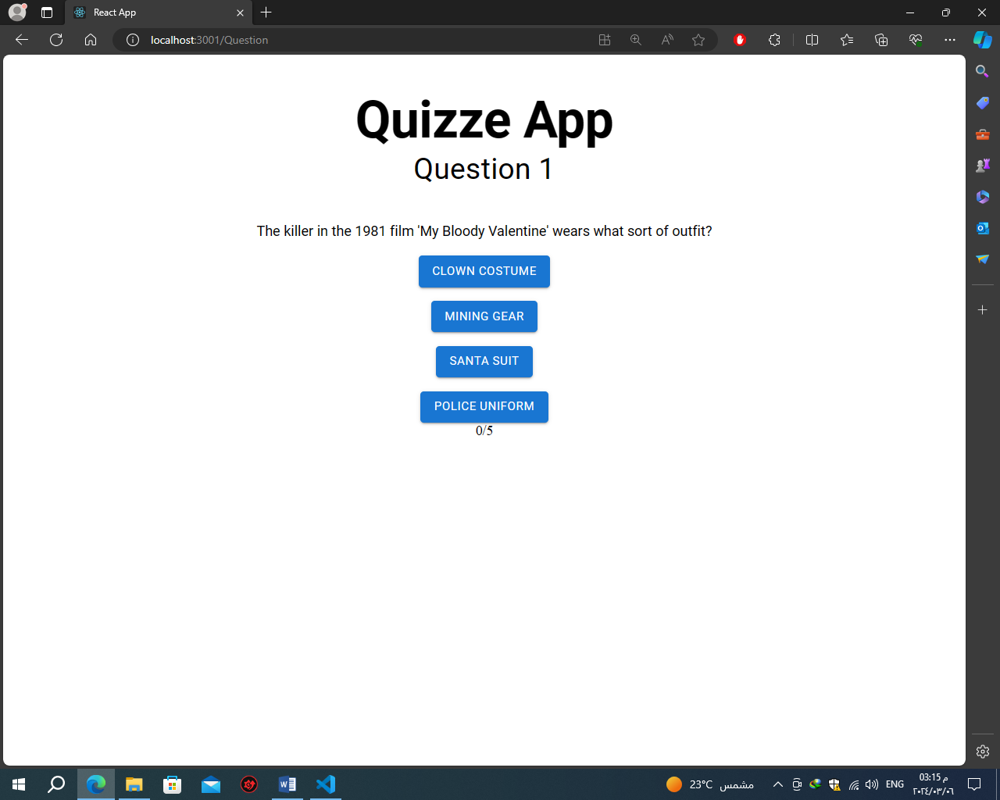 React App
localhost:3001/Question
Quizze App
Question 1
The killer in the 1981 film 'My Bloody Valentine' wears what sort of outfit?
CLOWN COSTUME
MINING GEAR
SANTA SUIT
POLICE UNIFORM
0/5
23°C مشمس
ENG
03:15 م
٢٠٢٤/٠٣/٠٦